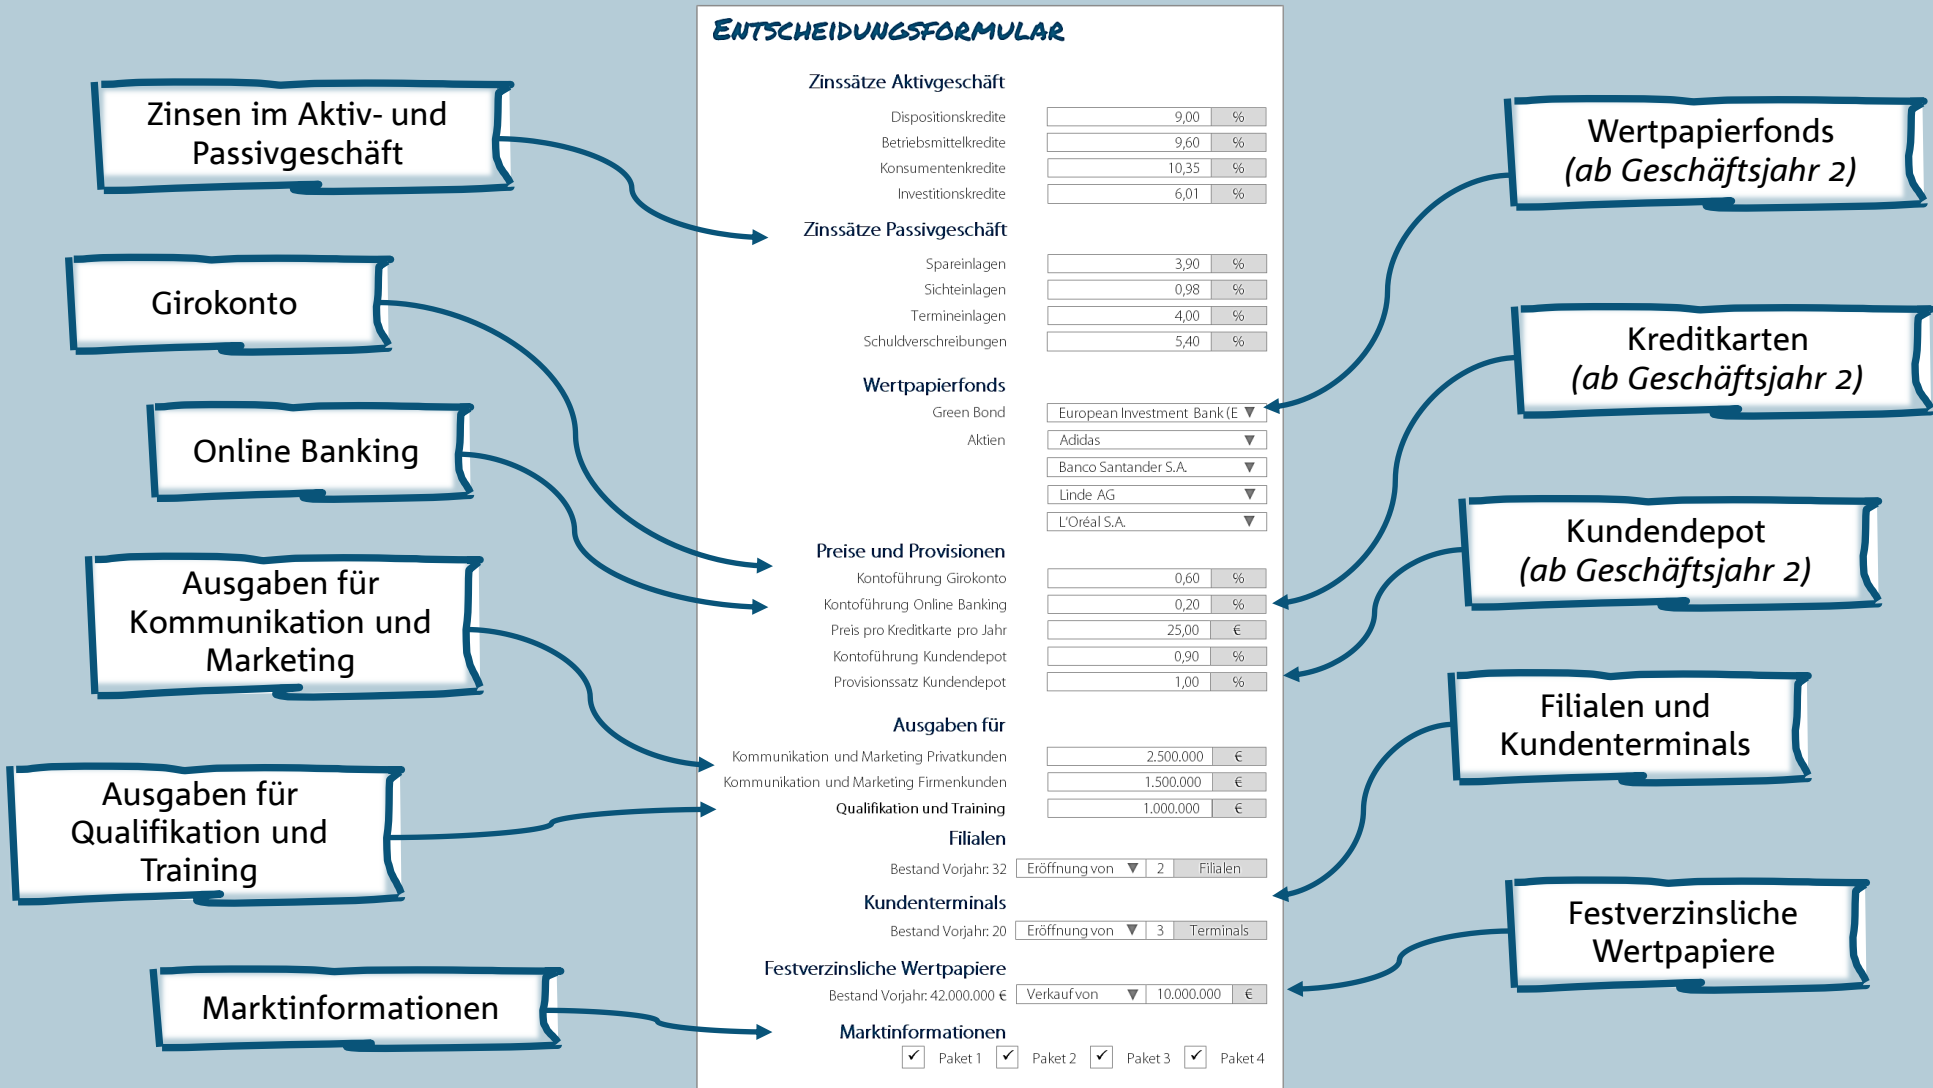 ENTSCHEIDUNGSFORMULAR
Zinsen im Aktiv- und
Passivgeschäft
Girokonto
Online Banking
Ausgaben für
Kommunikation und
Marketing
Ausgaben für
Qualifikation und
Training
Marktinformationen
Zinssätze Aktivgeschäft
Dispositionskredite 9,00 %
Betriebsmittelkredite 9,60 %
Konsumentenkredite 10,35 %
Investitionskredite 6,01 %
Zinssätze Passivgeschäft
Spareinlagen 3,90 %
Sichteinlagen 0,98 %
Termineinlagen 4,00 %
Schuldverschreibungen 5,40 %
Wertpapierfonds
Green Bond European Investment Bank (E
Aktien Adidas
Banco Santander S.A.
Linde AG
L'Oréal S.A.
Preise und Provisionen
Kontoführung Girokonto 0,60 %
Kontoführung Online Banking 0,20 %
Preis pro Kreditkarte pro Jahr 25,00 €
Kontoführung Kundendepot 0,90 %
Provisionssatz Kundendepot 1,00 %
Ausgaben für
Kommunikation und Marketing Privatkunden 2.500.000 €
Kommunikation und Marketing Firmenkunden 1.500.000 €
Qualifikation und Training 1.000.000 €
Filialen
Bestand Vorjahr: 32 Eröffnung von 2 Filialen
Kundenterminals
Bestand Vorjahr: 20 Eröffnung von 3 Terminals
Festverzinsliche Wertpapiere
Bestand Vorjahr: 42.000.000 € Verkauf von 10.000.000 €
Marktinformationen
Paket 1 Paket 2 Paket 3 Paket 4
Wertpapierfonds
(ab Geschäftsjahr 2)
Kreditkarten
(ab Geschäftsjahr 2)
Kundendepot
(ab Geschäftsjahr 2)
Filialen und
Kundenterminals
Festverzinsliche
Wertpapiere